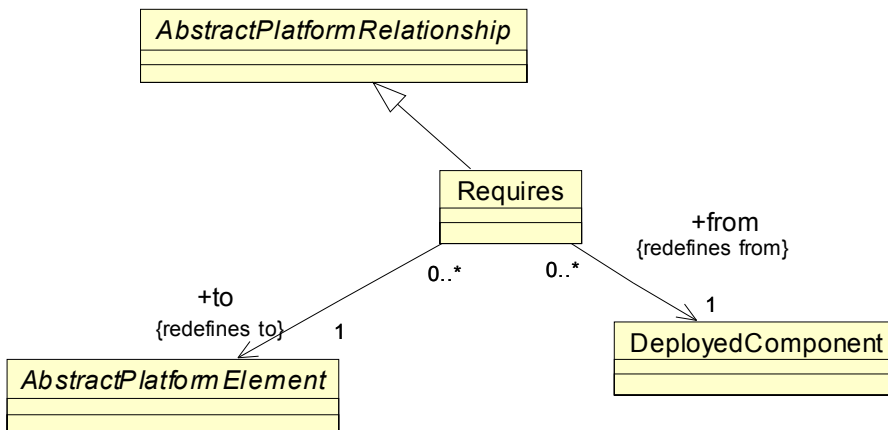 AbstractPlatformRelationship
Requires
+from
{redefines from}
0..*
0..*
+to
{redefines to}
1
1
DeployedComponent
AbstractPlatformElement